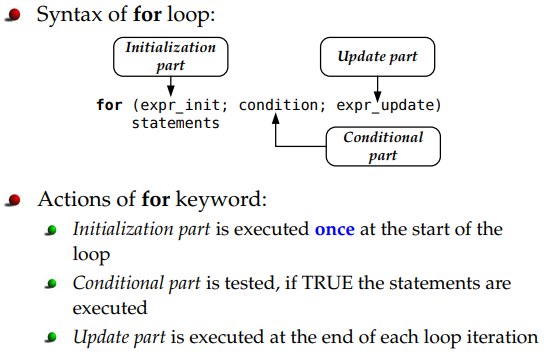 Syntax of for loop:
Initialization
part
Update part
for (expr_init; condition; expr_update)
statements
Conditional
part
Actions of for keyword:
Initialization part is executed once at the start of the
loop
Conditional part is tested, if TRUE the statements are
executed
Update part is executed at the end of each loop iteration